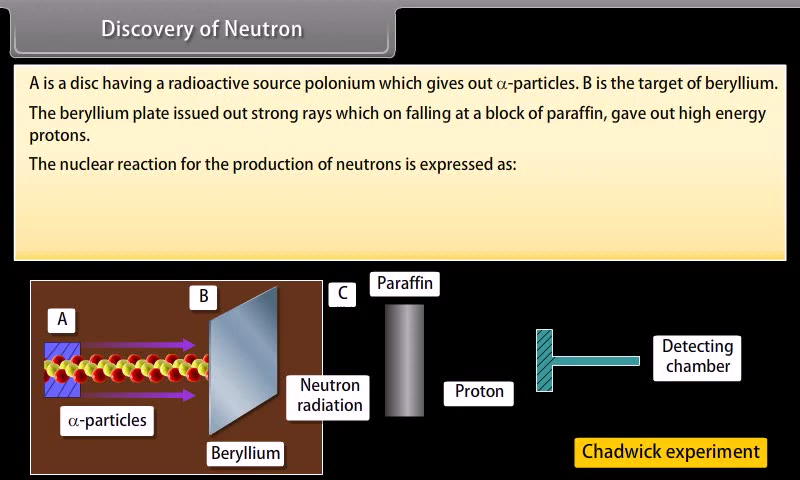 Discovery of Neutron
A is a disc having a radioactive source polonium which gives out α-particles. B is the target of beryllium.
The beryllium plate issued out strong rays which on falling at a block of paraffin, gave out high energy
protons.
The nuclear reaction for the production of neutrons is expressed as:
Paraffin
B
C
A
Detecting
chamber
Neutron
radiation
Proton
α-particles
Beryllium
Chadwick experiment